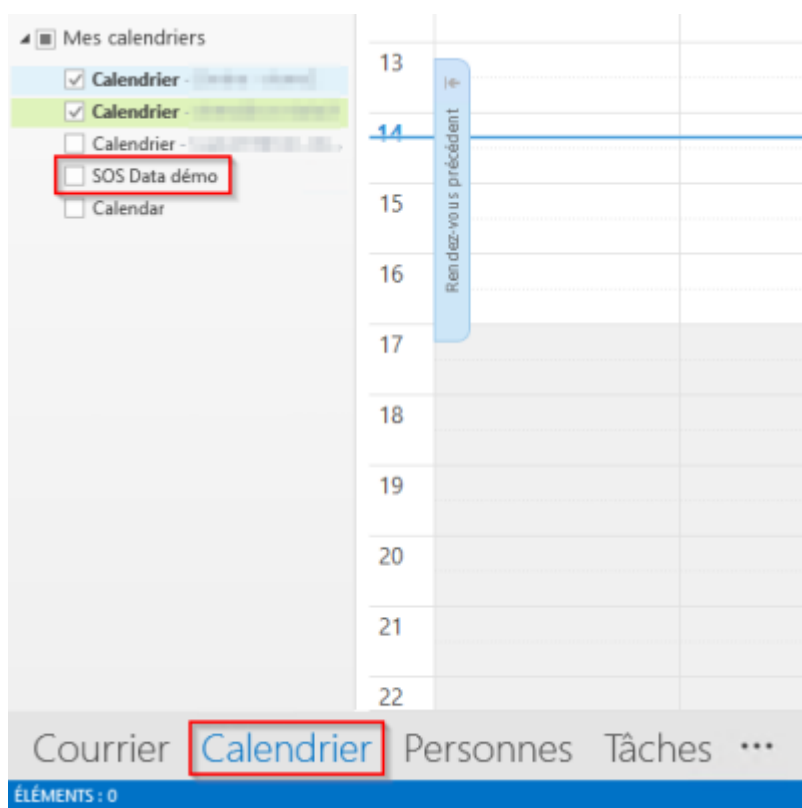 Mes calendriers
Calendrier -
Calendrier -
Calendrier -
SOS Data démo
Calendar
13
14
15
16
17
18
19
20
21
22
Rendez-vous précédent
Courrier Calendrier Personnes Tâches ...
ÉLÉMENTS : 0